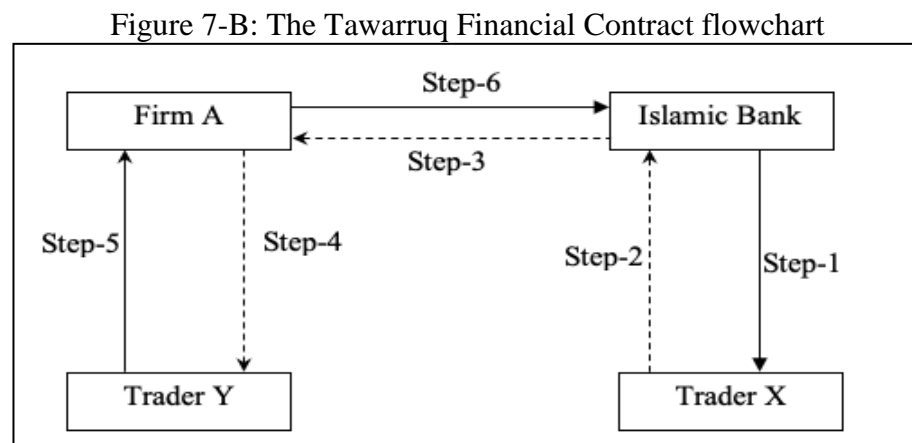 Figure 7-B: The Tawarruq Financial Contract flowchart
Step-6
Firm A
Islamic Bank
Step-3
Step-5
Step-4
Step-2
Step-1
Trader Y
Trader X